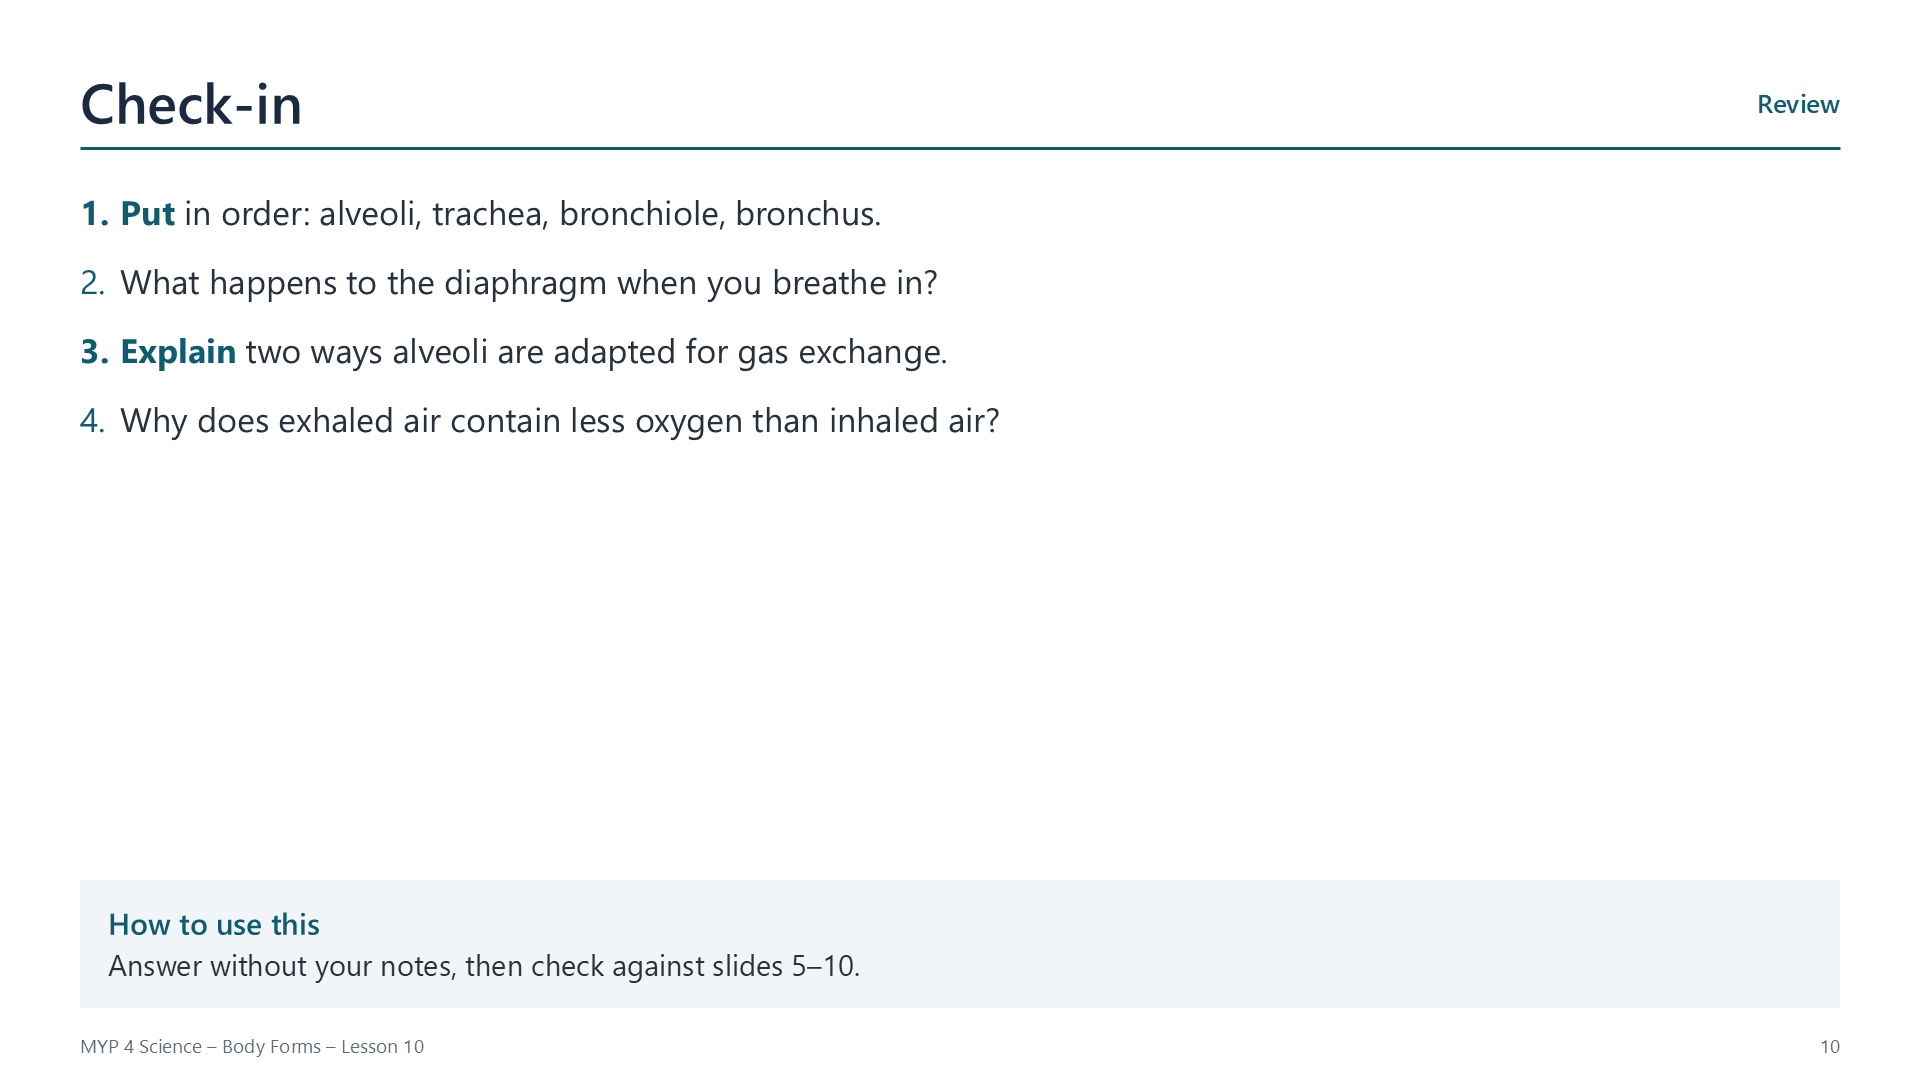 Check-in
Review
1. Put in order: alveoli, trachea, bronchiole, bronchus.
2. What happens to the diaphragm when you breathe in?
3. Explain two ways alveoli are adapted for gas exchange.
4. Why does exhaled air contain less oxygen than inhaled air?
How to use this
Answer without your notes, then check against slides 5–10.
MYP 4 Science – Body Forms – Lesson 10
10